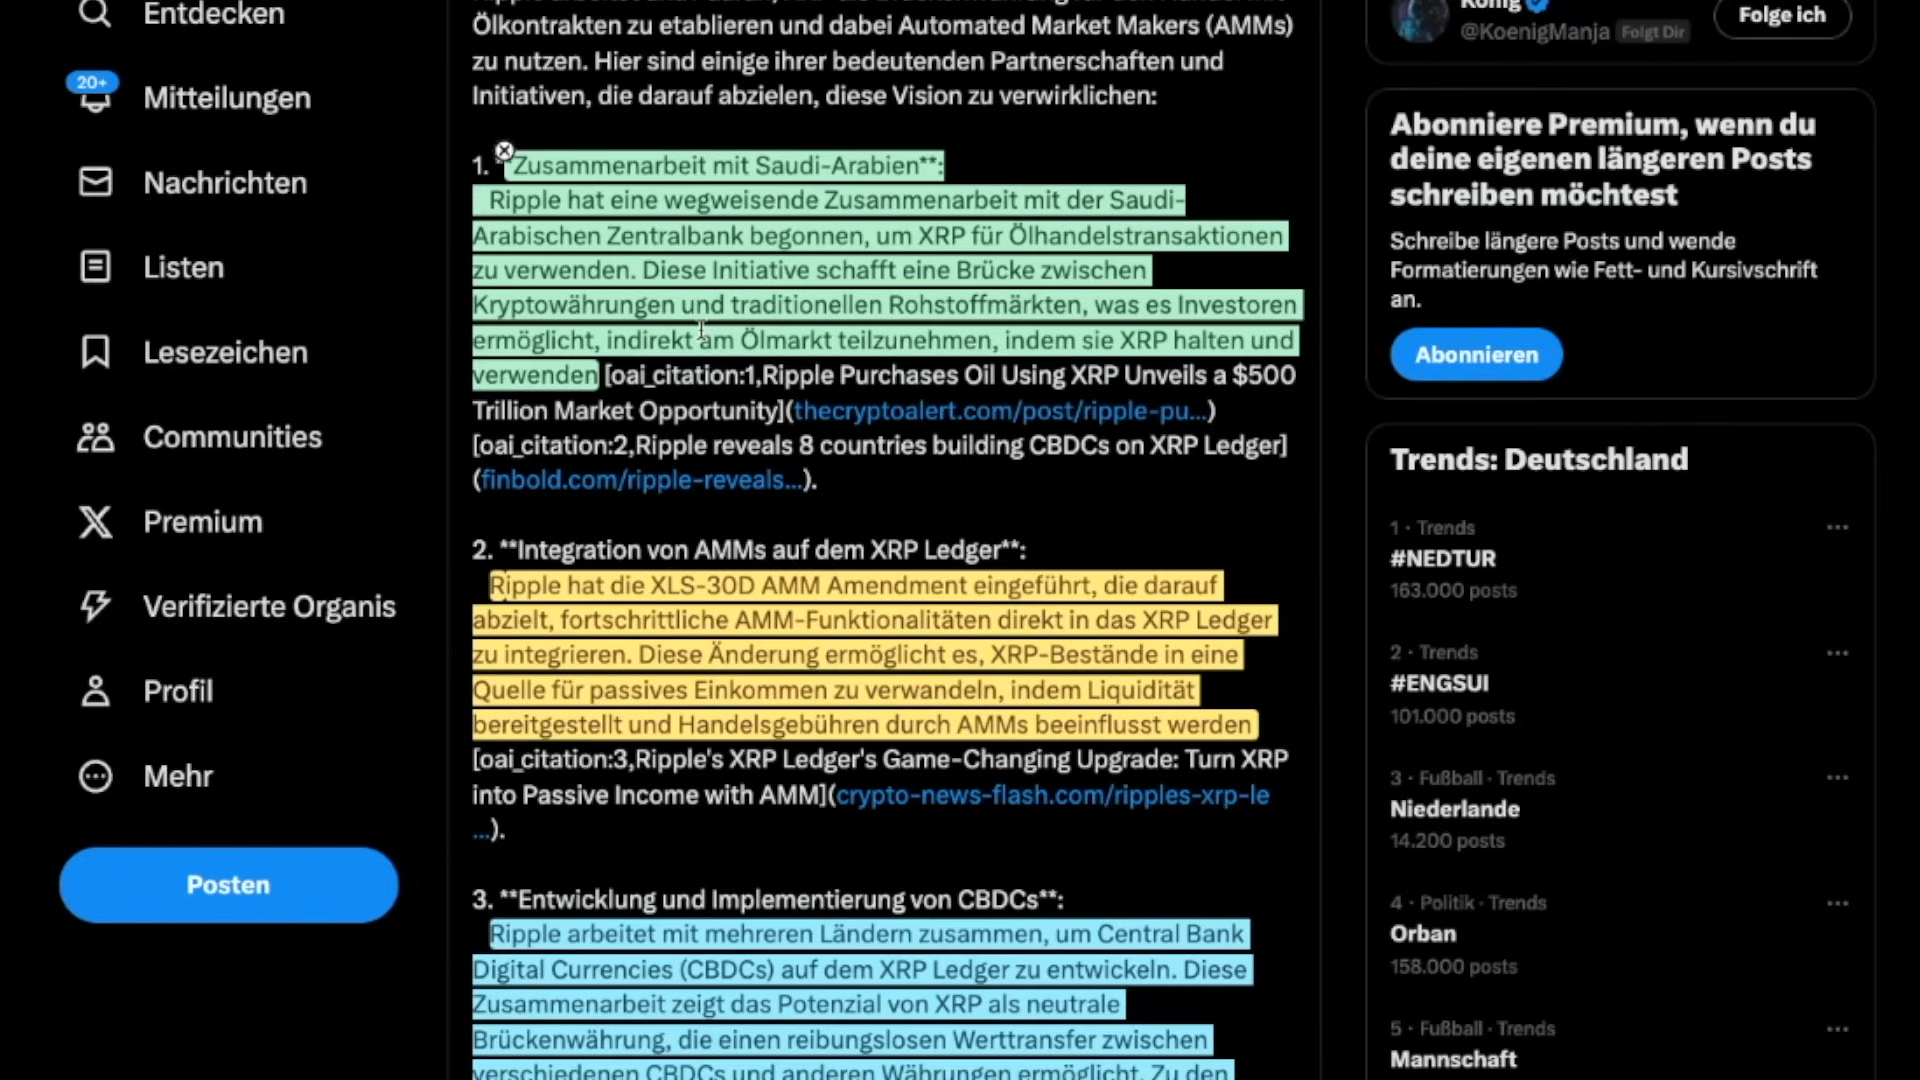 Entdecken
20+
Mitteilungen
Nachrichten
Listen
Lesezeichen
Communities
Premium
Verifizierte Organis
Profil
Mehr
Posten
Ölkontrakten zu etablieren und dabei Automated Market Makers (AMMs)
zu nutzen. Hier sind einige ihrer bedeutenden Partnerschaften und
Initiativen, die darauf abzielen, diese Vision zu verwirklichen:
1. **Zusammenarbeit mit Saudi-Arabien**:
Ripple hat eine wegweisende Zusammenarbeit mit der Saudi-
Arabischen Zentralbank begonnen, um XRP für Ölhandelstransaktionen
zu verwenden. Diese Initiative schafft eine Brücke zwischen
Kryptowährungen und traditionellen Rohstoffmärkten, was es Investoren
ermöglicht, indirekt am Ölmarkt teilzunehmen, indem sie XRP halten und
verwenden [oai_citation:1,Ripple Purchases Oil Using XRP Unveils a $500
Trillion Market Opportunity](thecryptoalert.com/post/ripple-pu...)
[oai_citation:2,Ripple reveals 8 countries building CBDCs on XRP Ledger]
(finbold.com/ripple-reveals...).
2. **Integration von AMMs auf dem XRP Ledger**:
Ripple hat die XLS-30D AMM Amendment eingeführt, die darauf
abzielt, fortschrittliche AMM-Funktionalitäten direkt in das XRP Ledger
zu integrieren. Diese Änderung ermöglicht es, XRP-Bestände in eine
Quelle für passives Einkommen zu verwandeln, indem Liquidität
bereitgestellt und Handelsgebühren durch AMMs beeinflusst werden
[oai_citation:3,Ripple's XRP Ledger's Game-Changing Upgrade: Turn XRP
into Passive Income with AMM](crypto-news-flash.com/ripples-xrp-le
...).
3. **Entwicklung und Implementierung von CBDCs**:
Ripple arbeitet mit mehreren Ländern zusammen, um Central Bank
Digital Currencies (CBDCs) auf dem XRP Ledger zu entwickeln. Diese
Zusammenarbeit zeigt das Potenzial von XRP als neutrale
Brückenwährung, die einen reibungslosen Werttransfer zwischen
verschiedenen CBDCs und anderen Währungen ermöglicht. Zu den
König
@KoenigManja Folgt Dir
Folge ich
Abonniere Premium, wenn du
deine eigenen längeren Posts
schreiben möchtest
Schreibe längere Posts und wende
Formatierungen wie Fett- und Kursivschrift
an.
Abonnieren
Trends: Deutschland
1 · Trends
#NEDTUR
163.000 posts
2 · Trends
#ENGSUI
101.000 posts
3 · Fußball · Trends
Niederlande
14.200 posts
4 · Politik · Trends
Orban
158.000 posts
5 · Fußball · Trends
Mannschaft